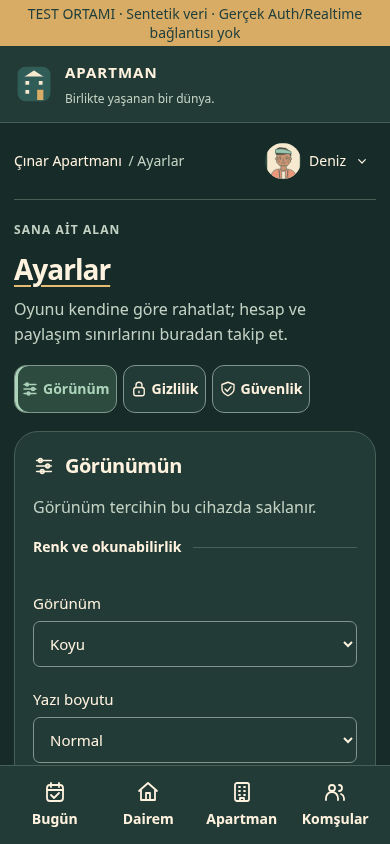 TEST ORTAMI · Sentetik veri · Gerçek Auth/Realtime
bağlantısı yok
APARTMAN
Birlikte yaşanan bir dünya.
Çınar Apartmanı / Ayarlar
Deniz
SANA AİT ALAN
Ayarlar
Oyunu kendine göre rahatlat; hesap ve
paylaşım sınırlarını buradan takip et.
Görünüm Gizlilik Güvenlik
Görünümün
Görünüm tercihin bu cihazda saklanır.
Renk ve okunabilirlik
Görünüm
Koyu
Yazı boyutu
Normal
Bugün Dairem Apartman Komşular